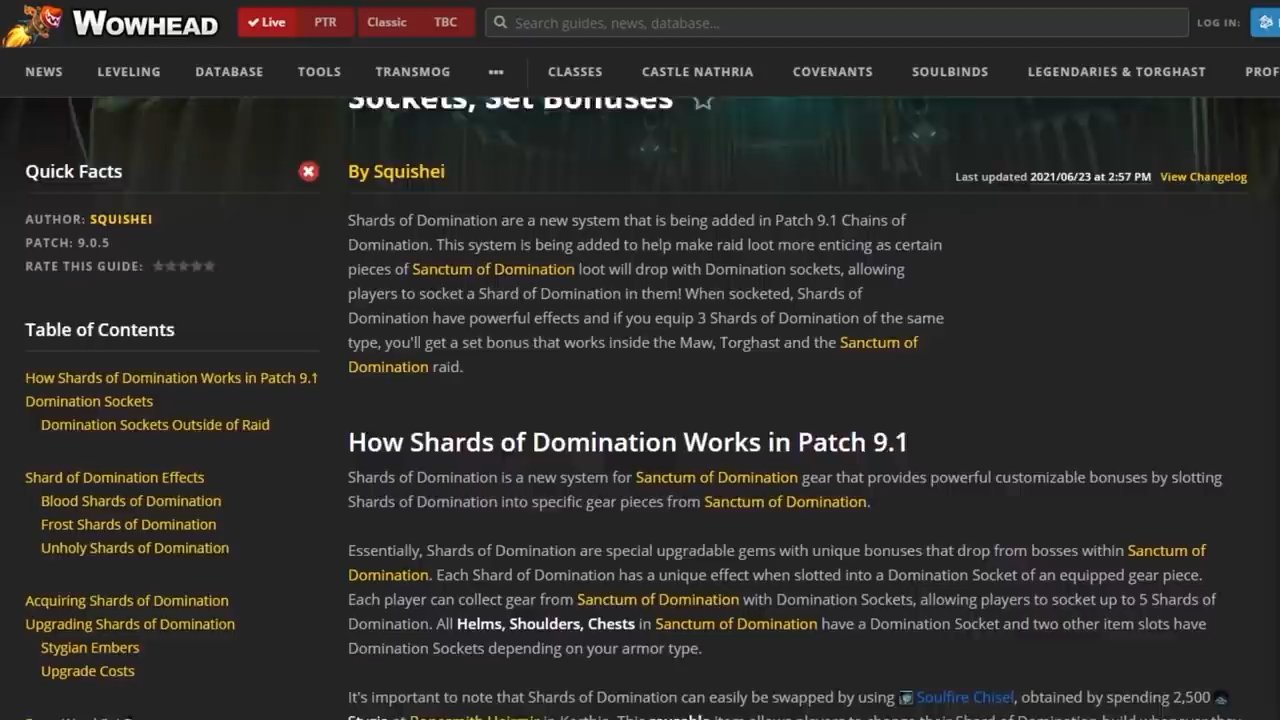 WOWHEAD
Live PTR Classic TBC Search guides, news, database... LOG IN:
NEWS LEVELING DATABASE TOOLS TRANSMOG ••• CLASSES CASTLE NATHRIA COVENANTS SOULBINDS LEGENDARIES & TORGHAST PROF
Sockets, Set Bonuses
Quick Facts
AUTHOR: SQUISHEI
PATCH: 9.0.5
RATE THIS GUIDE:
Table of Contents
How Shards of Domination Works in Patch 9.1
Domination Sockets
Domination Sockets Outside of Raid
Shard of Domination Effects
Blood Shards of Domination
Frost Shards of Domination
Unholy Shards of Domination
Acquiring Shards of Domination
Upgrading Shards of Domination
Stygian Embers
Upgrade Costs
By Squishei
Last updated 2021/06/23 at 2:57 PM View Changelog
Shards of Domination are a new system that is being added in Patch 9.1 Chains of
Domination. This system is being added to help make raid loot more enticing as certain
pieces of Sanctum of Domination loot will drop with Domination sockets, allowing
players to socket a Shard of Domination in them! When socketed, Shards of
Domination have powerful effects and if you equip 3 Shards of Domination of the same
type, you'll get a set bonus that works inside the Maw, Torghast and the Sanctum of
Domination raid.
How Shards of Domination Works in Patch 9.1
Shards of Domination is a new system for Sanctum of Domination gear that provides powerful customizable bonuses by slotting
Shards of Domination into specific gear pieces from Sanctum of Domination.
Essentially, Shards of Domination are special upgradable gems with unique bonuses that drop from bosses within Sanctum of
Domination. Each Shard of Domination has a unique effect when slotted into a Domination Socket of an equipped gear piece.
Each player can collect gear from Sanctum of Domination with Domination Sockets, allowing players to socket up to 5 Shards of
Domination. All Helms, Shoulders, Chests in Sanctum of Domination have a Domination Socket and two other item slots have
Domination Sockets depending on your armor type.
It's important to note that Shards of Domination can easily be swapped by using Soulfire Chisel, obtained by spending 2,500